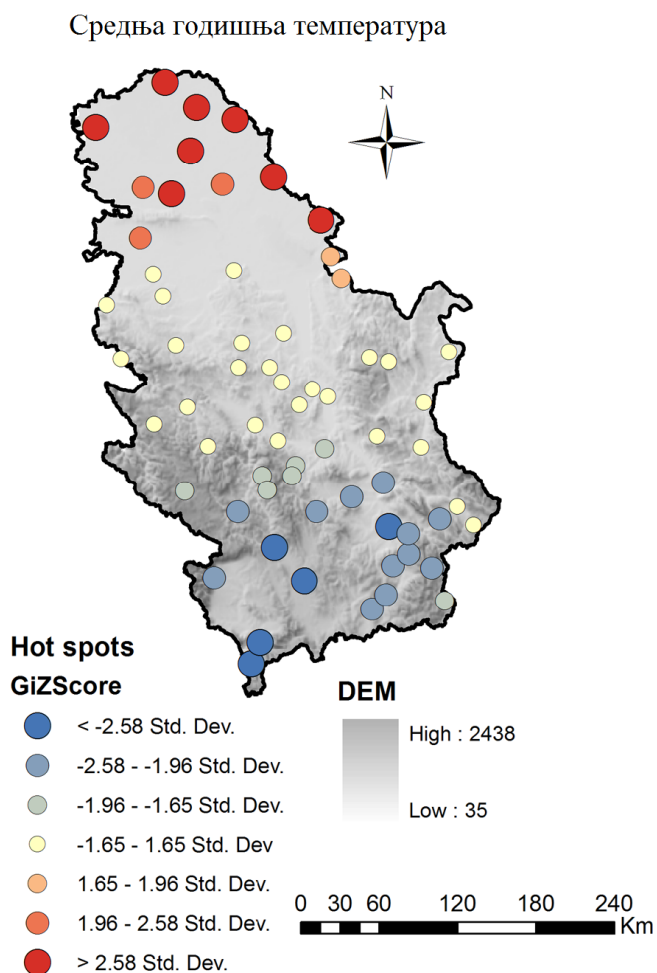 Средња годишња температура
N
Hot spots
GiZScore
< -2.58 Std. Dev.
-2.58 - -1.96 Std. Dev.
-1.96 - -1.65 Std. Dev.
-1.65 - 1.65 Std. Dev
1.65 - 1.96 Std. Dev.
1.96 - 2.58 Std. Dev.
> 2.58 Std. Dev.
DEM
High : 2438
Low : 35
0 30 60 120 180 240
Km